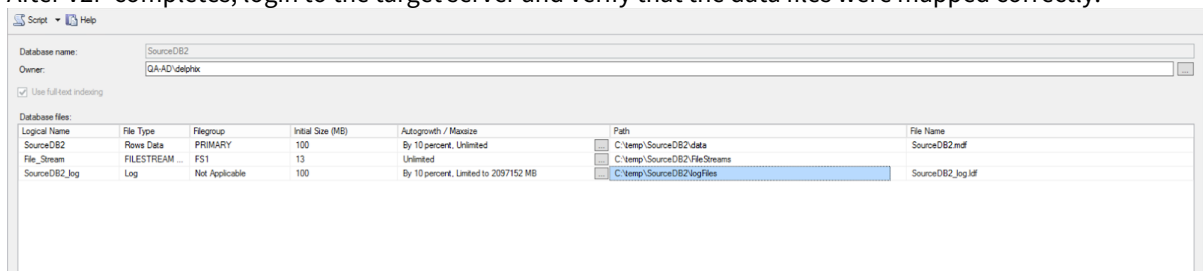 After V2P completes, login to the target server and verify that the data files were mapped correctly.
Script Help
Database name: SourceDB2
Owner: QA-AD\delphix ...
Use full-text indexing
Database files:
Logical Name File Type Filegroup Initial Size (MB) Autogrowth / Maxsize Path File Name
SourceDB2 Rows Data PRIMARY 100 By 10 percent, Unlimited ... C:\temp\SourceDB2\data SourceDB2.mdf
File_Stream FILESTREAM ... FS1 13 Unlimited ... C:\temp\SourceDB2\FileStreams
SourceDB2_log Log Not Applicable 100 By 10 percent, Limited to 2097152 MB ... C:\temp\SourceDB2\logFiles SourceDB2_log.ldf